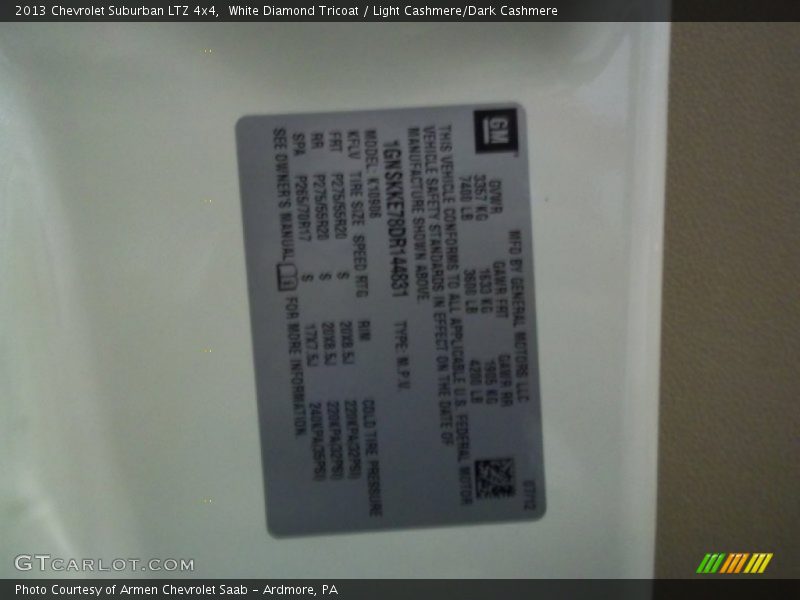 2013 Chevrolet Suburban LTZ 4x4,  White Diamond Tricoat / Light Cashmere/Dark Cashmere
GM
MFD BY GENERAL MOTORS LLC
07/12
GVWR GAWR FRT GAWR RR
3357 KG 1633 KG 1905 KG
7400 LB 3600 LB 4200 LB
THIS VEHICLE CONFORMS TO ALL APPLICABLE U.S. FEDERAL MOTOR
VEHICLE SAFETY STANDARDS IN EFFECT ON THE DATE OF
MANUFACTURE SHOWN ABOVE.
1GNSKKE78DR144831 TYPE: M.P.V.
MODEL: K10906
KFLV TIRE SIZE SPEED RTG RIM COLD TIRE PRESSURE
FRT P275/55R20 S 20X8.5J 220KPA(32PSI)
RR P275/55R20 S 20X8.5J 220KPA(32PSI)
SPA P265/70R17 S 17X7.5J 240KPA(35PSI)
SEE OWNER'S MANUAL FOR MORE INFORMATION.
GTCARLOT.COM
Photo Courtesy of Armen Chevrolet Saab - Ardmore, PA